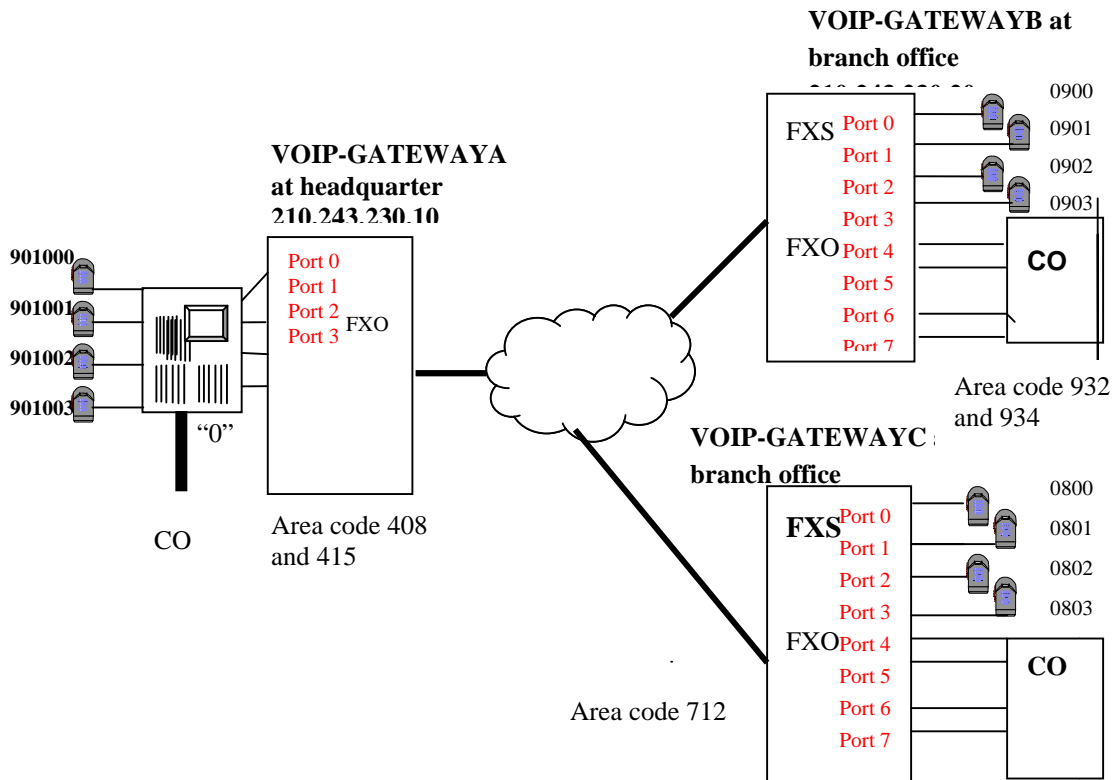 VOIP-GATEWAYB at
branch office
0900
0901
0902
0903
FXS
Port 0
Port 1
Port 2
Port 3
FXO
Port 4
Port 5
Port 6
Port 7
CO
Area code 932
and 934
VOIP-GATEWAYA
at headquarter
210.243.230.10
901000
901001
901002
901003
Port 0
Port 1
Port 2
Port 3
FXO
“0”
CO
Area code 408
and 415
VOIP-GATEWAYC
branch office
0800
0801
0802
0803
FXS
Port 0
Port 1
Port 2
Port 3
FXO
Port 4
Port 5
Port 6
Port 7
CO
Area code 712